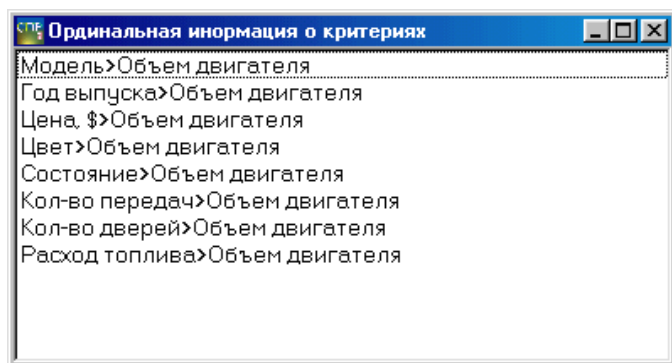 СПР
Ординальная инормация о критериях
Модель>Объем двигателя
Год выпуска>Объем двигателя
Цена, $>Объем двигателя
Цвет>Объем двигателя
Состояние>Объем двигателя
Кол-во передач>Объем двигателя
Кол-во дверей>Объем двигателя
Расход топлива>Объем двигателя